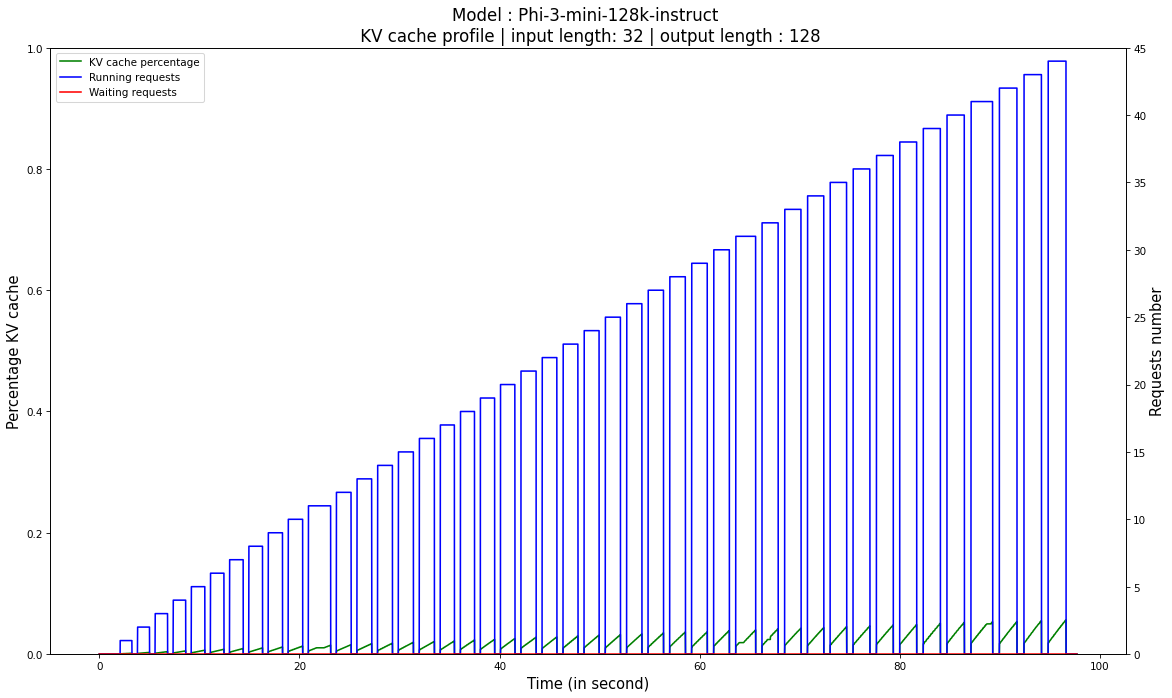 Model : Phi-3-mini-128k-instruct
KV cache profile | input length: 32 | output length : 128
KV cache percentage
Running requests
Waiting requests
Percentage KV cache
1.0
0.8
0.6
0.4
0.2
0.0
45
40
35
30
25
20
15
10
5
0
Requests number
0
20
40
60
80
100
Time (in second)